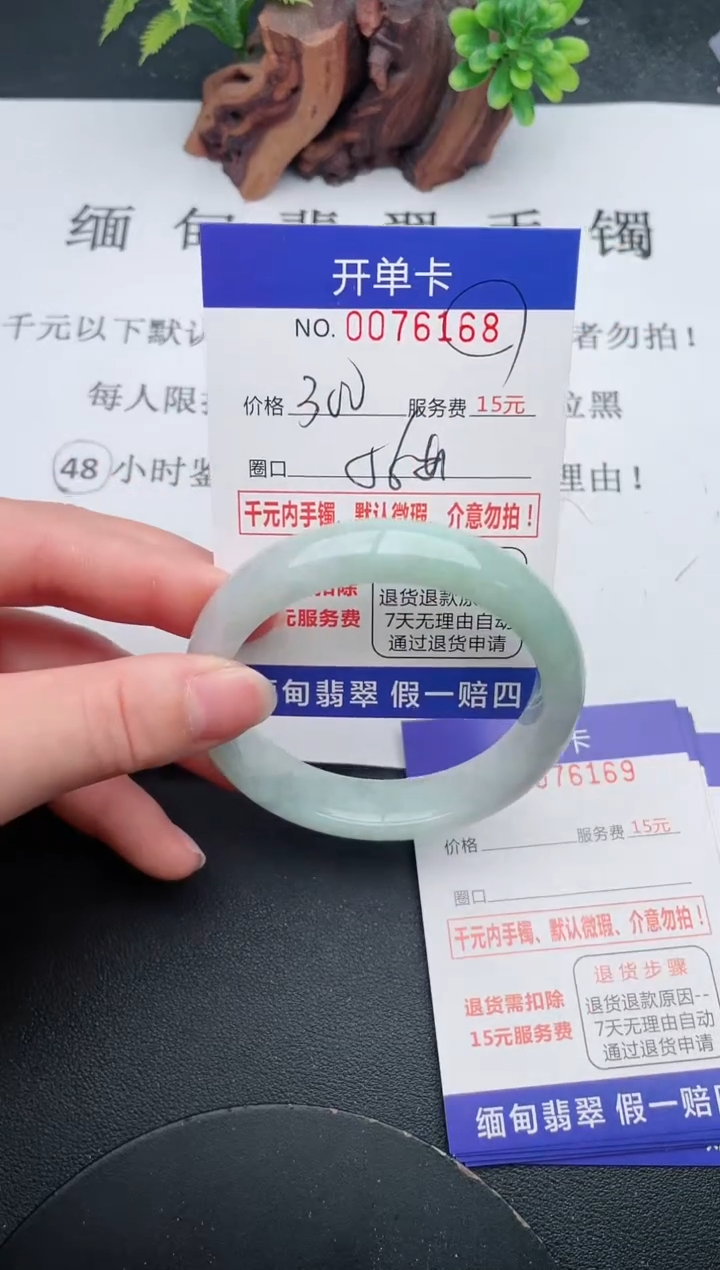 缅甸翡翠手镯
开单卡
NO. 0076168
千元以下默认 者勿拍！
价格 300 服务费 15元
每人限 拉黑
圈口 56
48小时鉴 理由！
千元内手镯、默认微瑕、介意勿拍！
扣除
元服务费
退货退款原
7天无理由自动
通过退货申请
缅甸翡翠 假一赔四
卡
076169
价格 服务费 15元
圈口
千元内手镯、默认微瑕、介意勿拍！
退货需扣除
15元服务费
退货步骤
退货退款原因--
7天无理由自动
通过退货申请
缅甸翡翠 假一赔